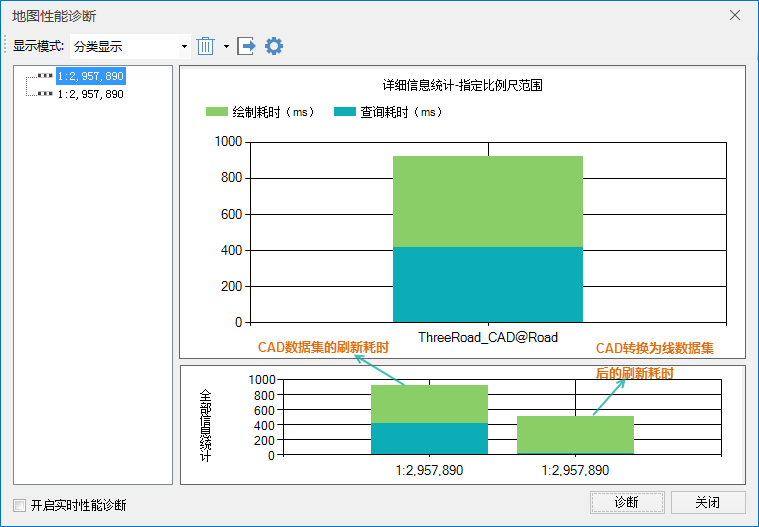 地图性能诊断
显示模式: 分类显示
1:2,957,890
1:2,957,890
详细信息统计-指定比例尺范围
绘制耗时（ms） 查询耗时（ms）
1000
800
600
400
200
0
ThreeRoad_CAD@Road
CAD数据集的刷新耗时
CAD转换为线数据集
后的刷新耗时
全部信息统计
1000
800
600
400
200
0
1:2,957,890 1:2,957,890
开启实时性能诊断
诊断 关闭